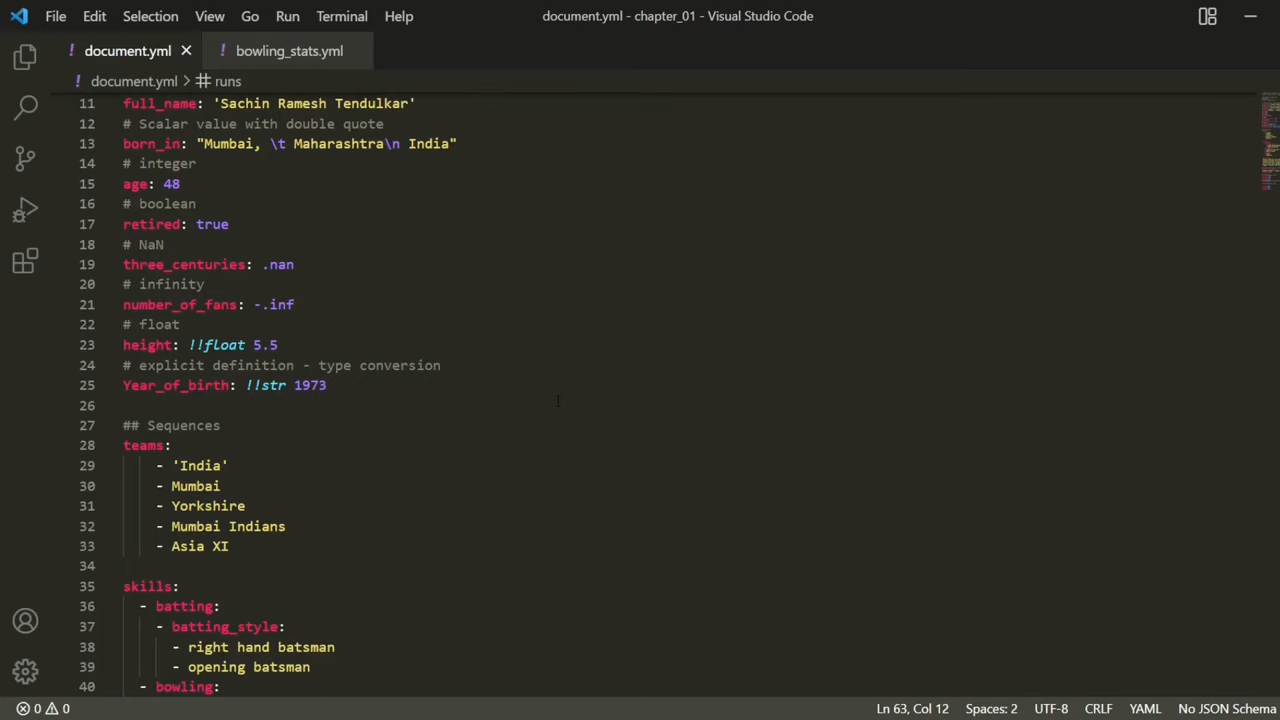 File Edit Selection View Go Run Terminal Help document.yml - chapter_01 - Visual Studio Code
! document.yml × ! bowling_stats.yml
! document.yml > # runs
11 full_name: 'Sachin Ramesh Tendulkar'
12 # Scalar value with double quote
13 born_in: "Mumbai, \t Maharashtra\n India"
14 # integer
15 age: 48
16 # boolean
17 retired: true
18 # NaN
19 three_centuries: .nan
20 # infinity
21 number_of_fans: -.inf
22 # float
23 height: !!float 5.5
24 # explicit definition - type conversion
25 Year_of_birth: !!str 1973
26
27 ## Sequences
28 teams:
29 - 'India'
30 - Mumbai
31 - Yorkshire
32 - Mumbai Indians
33 - Asia XI
34
35 skills:
36 - batting:
37 - batting_style:
38 - right hand batsman
39 - opening batsman
40 - bowling:
0 0 Ln 63, Col 12 Spaces: 2 UTF-8 CRLF YAML No JSON Schema